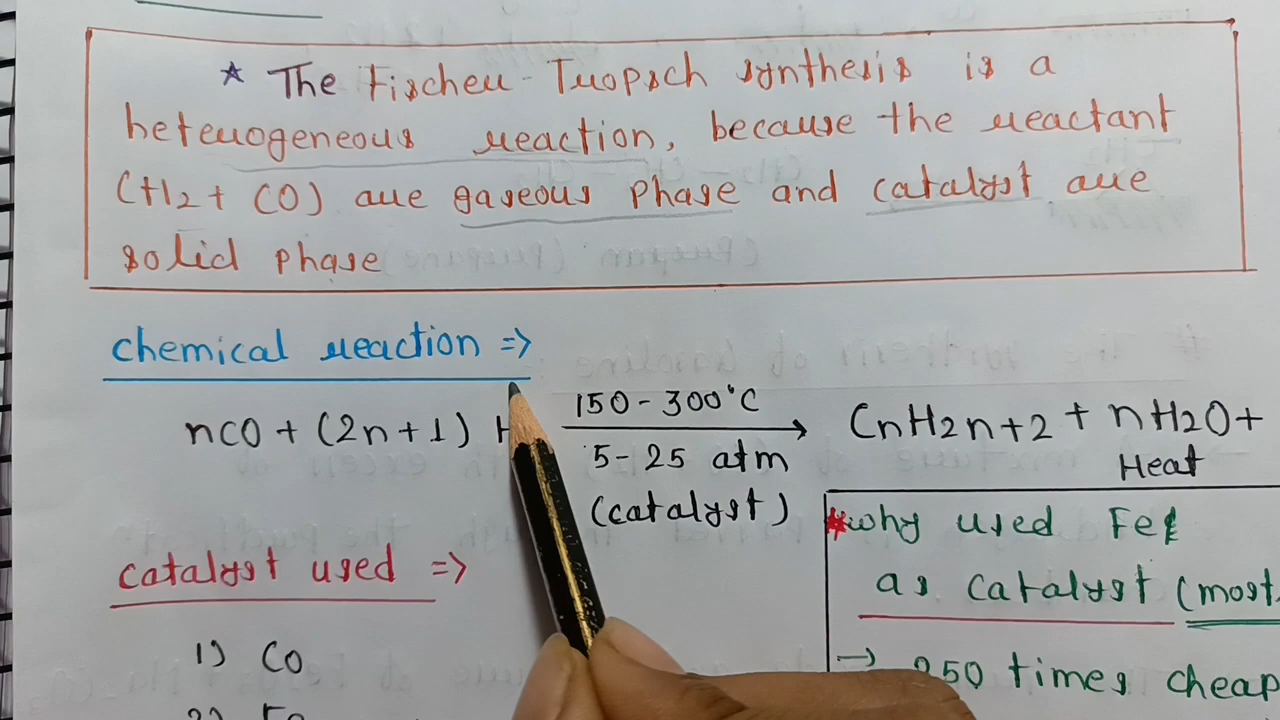 ★ The Fischer-Tropsch synthesis is a
heterogeneous reaction, because the reactant
(H2 + CO) are gaseous phase and catalyst are
solid phase
chemical reaction =>
nCO + (2n+1) H
150 - 300°C
5 - 25 atm
(catalyst)
CnH2n+2 + nH2O +
Heat
catalyst used =>
1) Co
*why used Fe
as catalyst (most
→ 250 times cheap